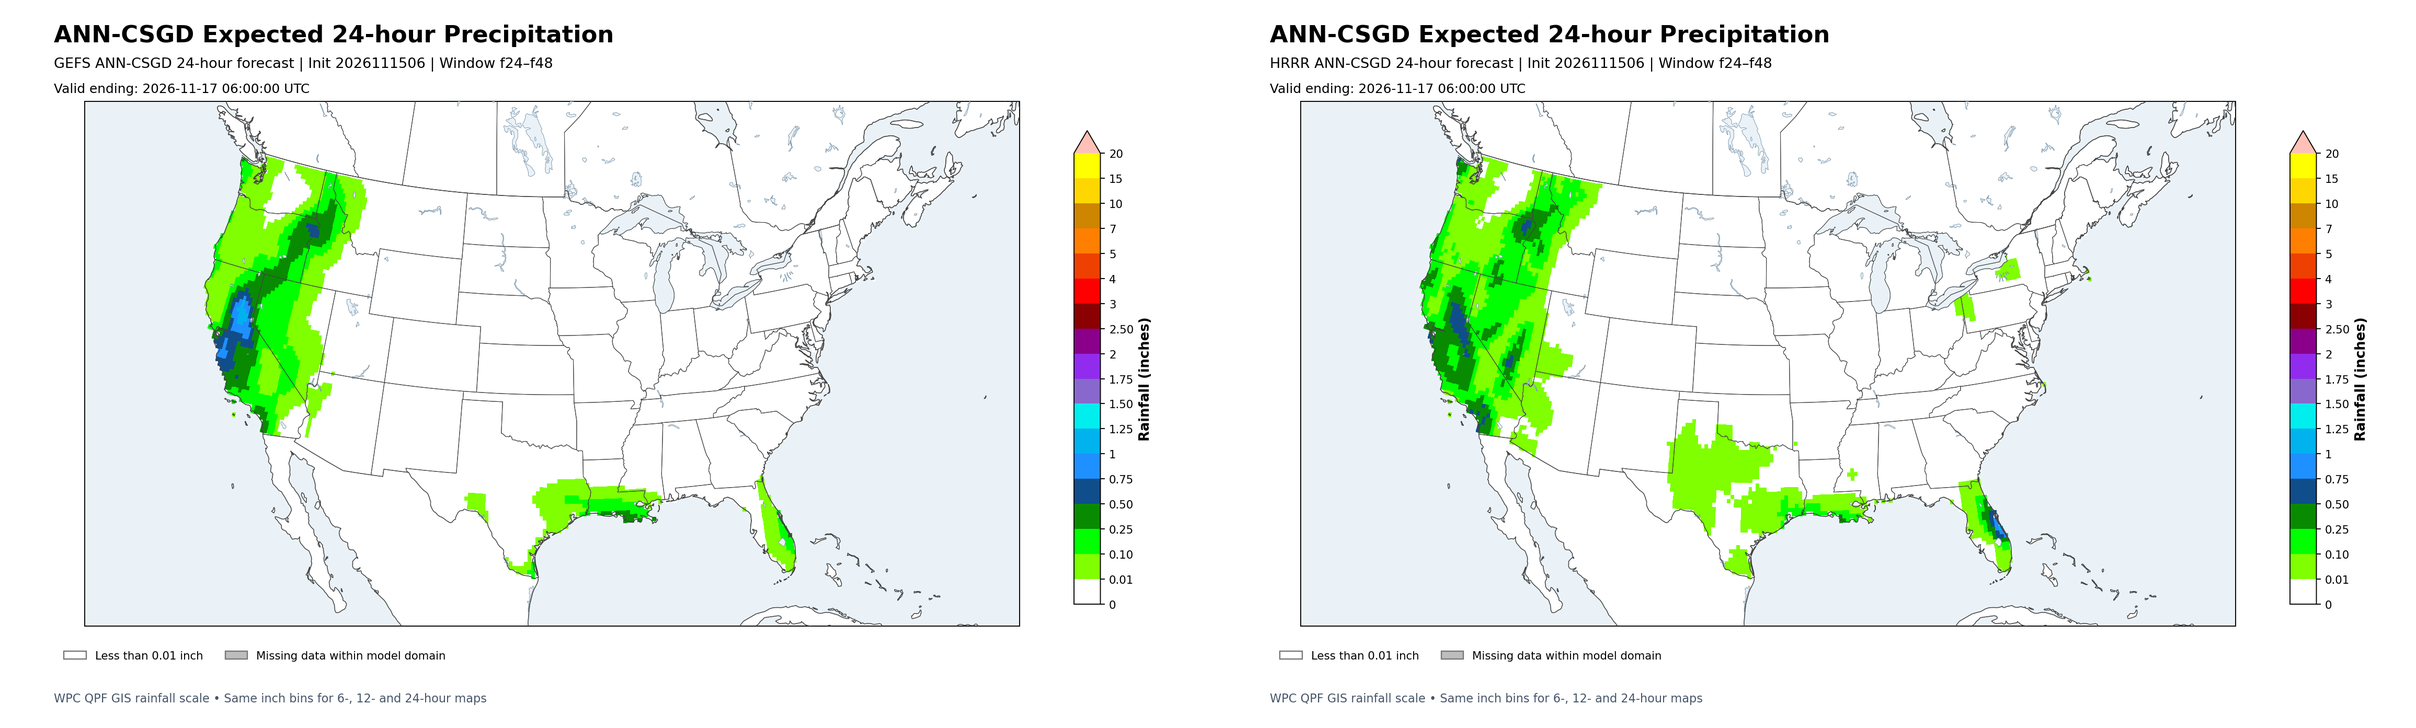 ANN-CSGD Expected 24-hour Precipitation
GEFS ANN-CSGD 24-hour forecast | Init 2026111506 | Window f24–f48
Valid ending: 2026-11-17 06:00:00 UTC
20
15
10
7
5
4
3
2.50
2
1.75
1.50
1.25
1
0.75
0.50
0.25
0.10
0.01
0
Rainfall (inches)
Less than 0.01 inch
Missing data within model domain
WPC QPF GIS rainfall scale • Same inch bins for 6-, 12- and 24-hour maps
ANN-CSGD Expected 24-hour Precipitation
HRRR ANN-CSGD 24-hour forecast | Init 2026111506 | Window f24–f48
Valid ending: 2026-11-17 06:00:00 UTC
20
15
10
7
5
4
3
2.50
2
1.75
1.50
1.25
1
0.75
0.50
0.25
0.10
0.01
0
Rainfall (inches)
Less than 0.01 inch
Missing data within model domain
WPC QPF GIS rainfall scale • Same inch bins for 6-, 12- and 24-hour maps